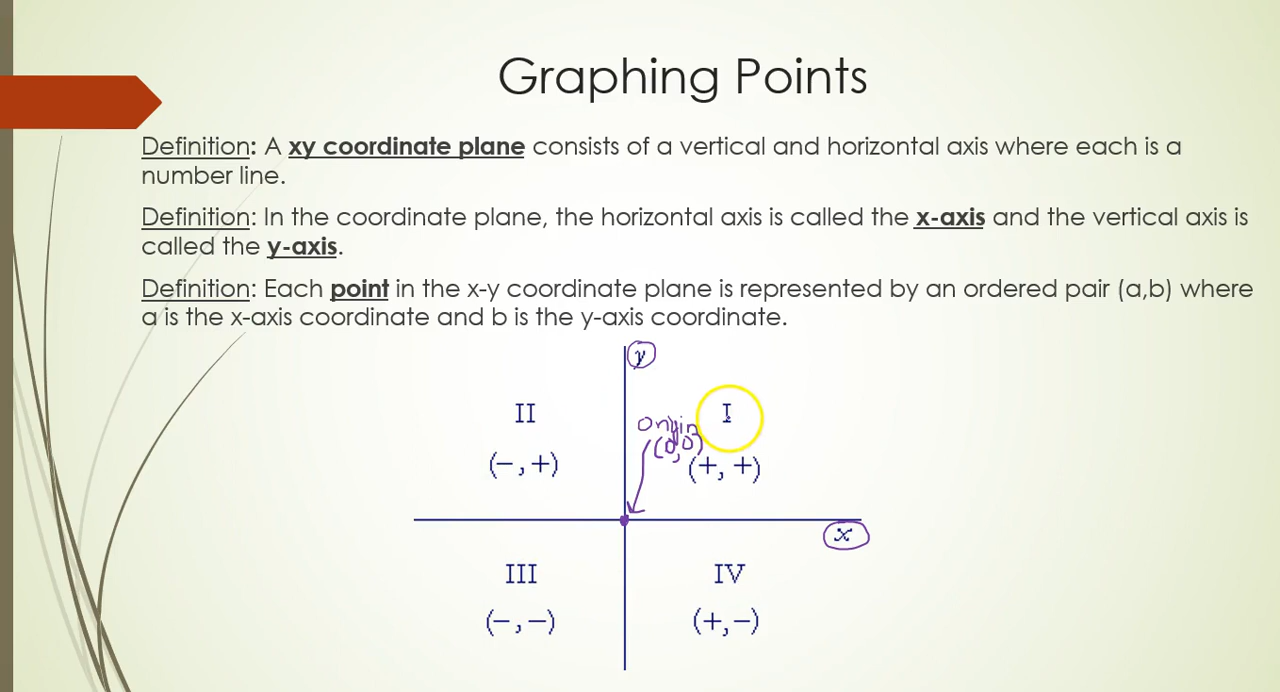 Graphing Points
Definition: A xy coordinate plane consists of a vertical and horizontal axis where each is a
number line.
Definition: In the coordinate plane, the horizontal axis is called the x-axis and the vertical axis is
called the y-axis.
Definition: Each point in the x-y coordinate plane is represented by an ordered pair (a,b) where
a is the x-axis coordinate and b is the y-axis coordinate.
y
II
I
origin
(0,0)
(-,+)
(+,+)
x
III
IV
(-,-)
(+,-)